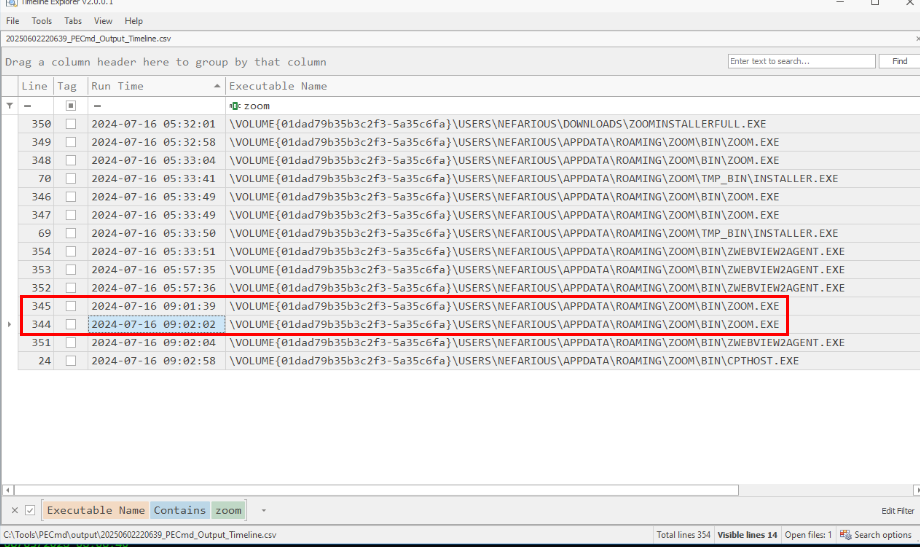 Timeline Explorer v2.0.0.1
File Tools Tabs View Help
20250602220639_PECmd_Output_Timeline.csv
Drag a column header here to group by that column
Enter text to search...
Find
Line Tag Run Time Executable Name
zoom
350 2024-07-16 05:32:01 \VOLUME{01dad79b35b3c2f3-5a35c6fa}\USERS\NEFARIOUS\DOWNLOADS\ZOOMINSTALLERFULL.EXE
349 2024-07-16 05:32:58 \VOLUME{01dad79b35b3c2f3-5a35c6fa}\USERS\NEFARIOUS\APPDATA\ROAMING\ZOOM\BIN\ZOOM.EXE
348 2024-07-16 05:33:04 \VOLUME{01dad79b35b3c2f3-5a35c6fa}\USERS\NEFARIOUS\APPDATA\ROAMING\ZOOM\BIN\ZOOM.EXE
70 2024-07-16 05:33:41 \VOLUME{01dad79b35b3c2f3-5a35c6fa}\USERS\NEFARIOUS\APPDATA\ROAMING\ZOOM\TMP_BIN\INSTALLER.EXE
346 2024-07-16 05:33:49 \VOLUME{01dad79b35b3c2f3-5a35c6fa}\USERS\NEFARIOUS\APPDATA\ROAMING\ZOOM\BIN\ZOOM.EXE
347 2024-07-16 05:33:49 \VOLUME{01dad79b35b3c2f3-5a35c6fa}\USERS\NEFARIOUS\APPDATA\ROAMING\ZOOM\BIN\ZOOM.EXE
69 2024-07-16 05:33:50 \VOLUME{01dad79b35b3c2f3-5a35c6fa}\USERS\NEFARIOUS\APPDATA\ROAMING\ZOOM\TMP_BIN\INSTALLER.EXE
354 2024-07-16 05:33:51 \VOLUME{01dad79b35b3c2f3-5a35c6fa}\USERS\NEFARIOUS\APPDATA\ROAMING\ZOOM\BIN\ZWEBVIEW2AGENT.EXE
353 2024-07-16 05:57:35 \VOLUME{01dad79b35b3c2f3-5a35c6fa}\USERS\NEFARIOUS\APPDATA\ROAMING\ZOOM\BIN\ZWEBVIEW2AGENT.EXE
352 2024-07-16 05:57:36 \VOLUME{01dad79b35b3c2f3-5a35c6fa}\USERS\NEFARIOUS\APPDATA\ROAMING\ZOOM\BIN\ZWEBVIEW2AGENT.EXE
345 2024-07-16 09:01:39 \VOLUME{01dad79b35b3c2f3-5a35c6fa}\USERS\NEFARIOUS\APPDATA\ROAMING\ZOOM\BIN\ZOOM.EXE
344 2024-07-16 09:02:02 \VOLUME{01dad79b35b3c2f3-5a35c6fa}\USERS\NEFARIOUS\APPDATA\ROAMING\ZOOM\BIN\ZOOM.EXE
351 2024-07-16 09:02:04 \VOLUME{01dad79b35b3c2f3-5a35c6fa}\USERS\NEFARIOUS\APPDATA\ROAMING\ZOOM\BIN\ZWEBVIEW2AGENT.EXE
24 2024-07-16 09:02:58 \VOLUME{01dad79b35b3c2f3-5a35c6fa}\USERS\NEFARIOUS\APPDATA\ROAMING\ZOOM\BIN\CPTHOST.EXE
Executable Name Contains zoom
Edit Filter
C:\Tools\PECmd\output\20250602220639_PECmd_Output_Timeline.csv Total lines 354 Visible lines 14 Open files: 1 Search options